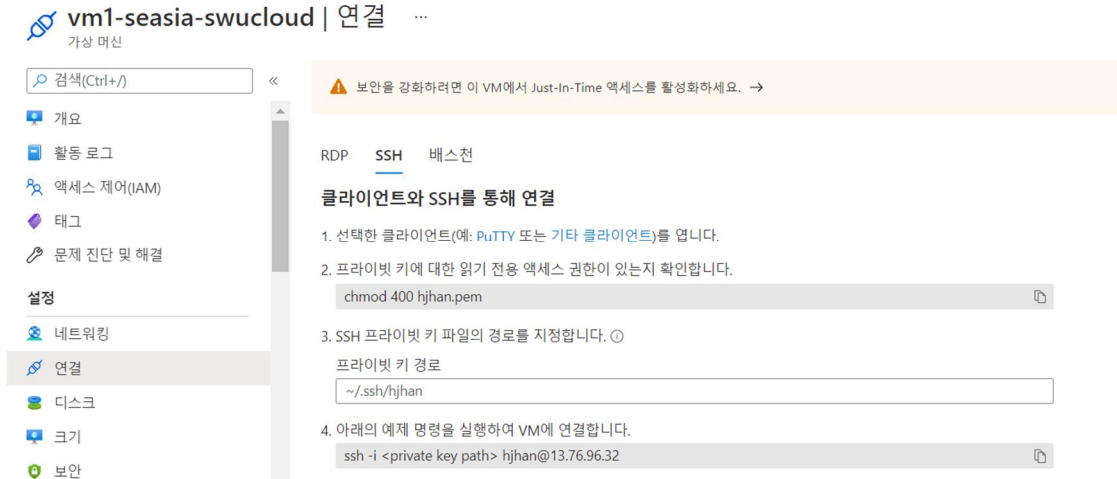 vm1-seasia-swucloud | 연결 ...
가상 머신
검색(Ctrl+/) «
개요
활동 로그
액세스 제어(IAM)
태그
문제 진단 및 해결
설정
네트워킹
연결
디스크
크기
보안
보안을 강화하려면 이 VM에서 Just-In-Time 액세스를 활성화하세요. →
RDP SSH 배스천
클라이언트와 SSH를 통해 연결
1. 선택한 클라이언트(예: PuTTY 또는 기타 클라이언트)를 엽니다.
2. 프라이빗 키에 대한 읽기 전용 액세스 권한이 있는지 확인합니다.
chmod 400 hjhan.pem
3. SSH 프라이빗 키 파일의 경로를 지정합니다.
프라이빗 키 경로
~/.ssh/hjhan
4. 아래의 예제 명령을 실행하여 VM에 연결합니다.
ssh -i <private key path> hjhan@13.76.96.32